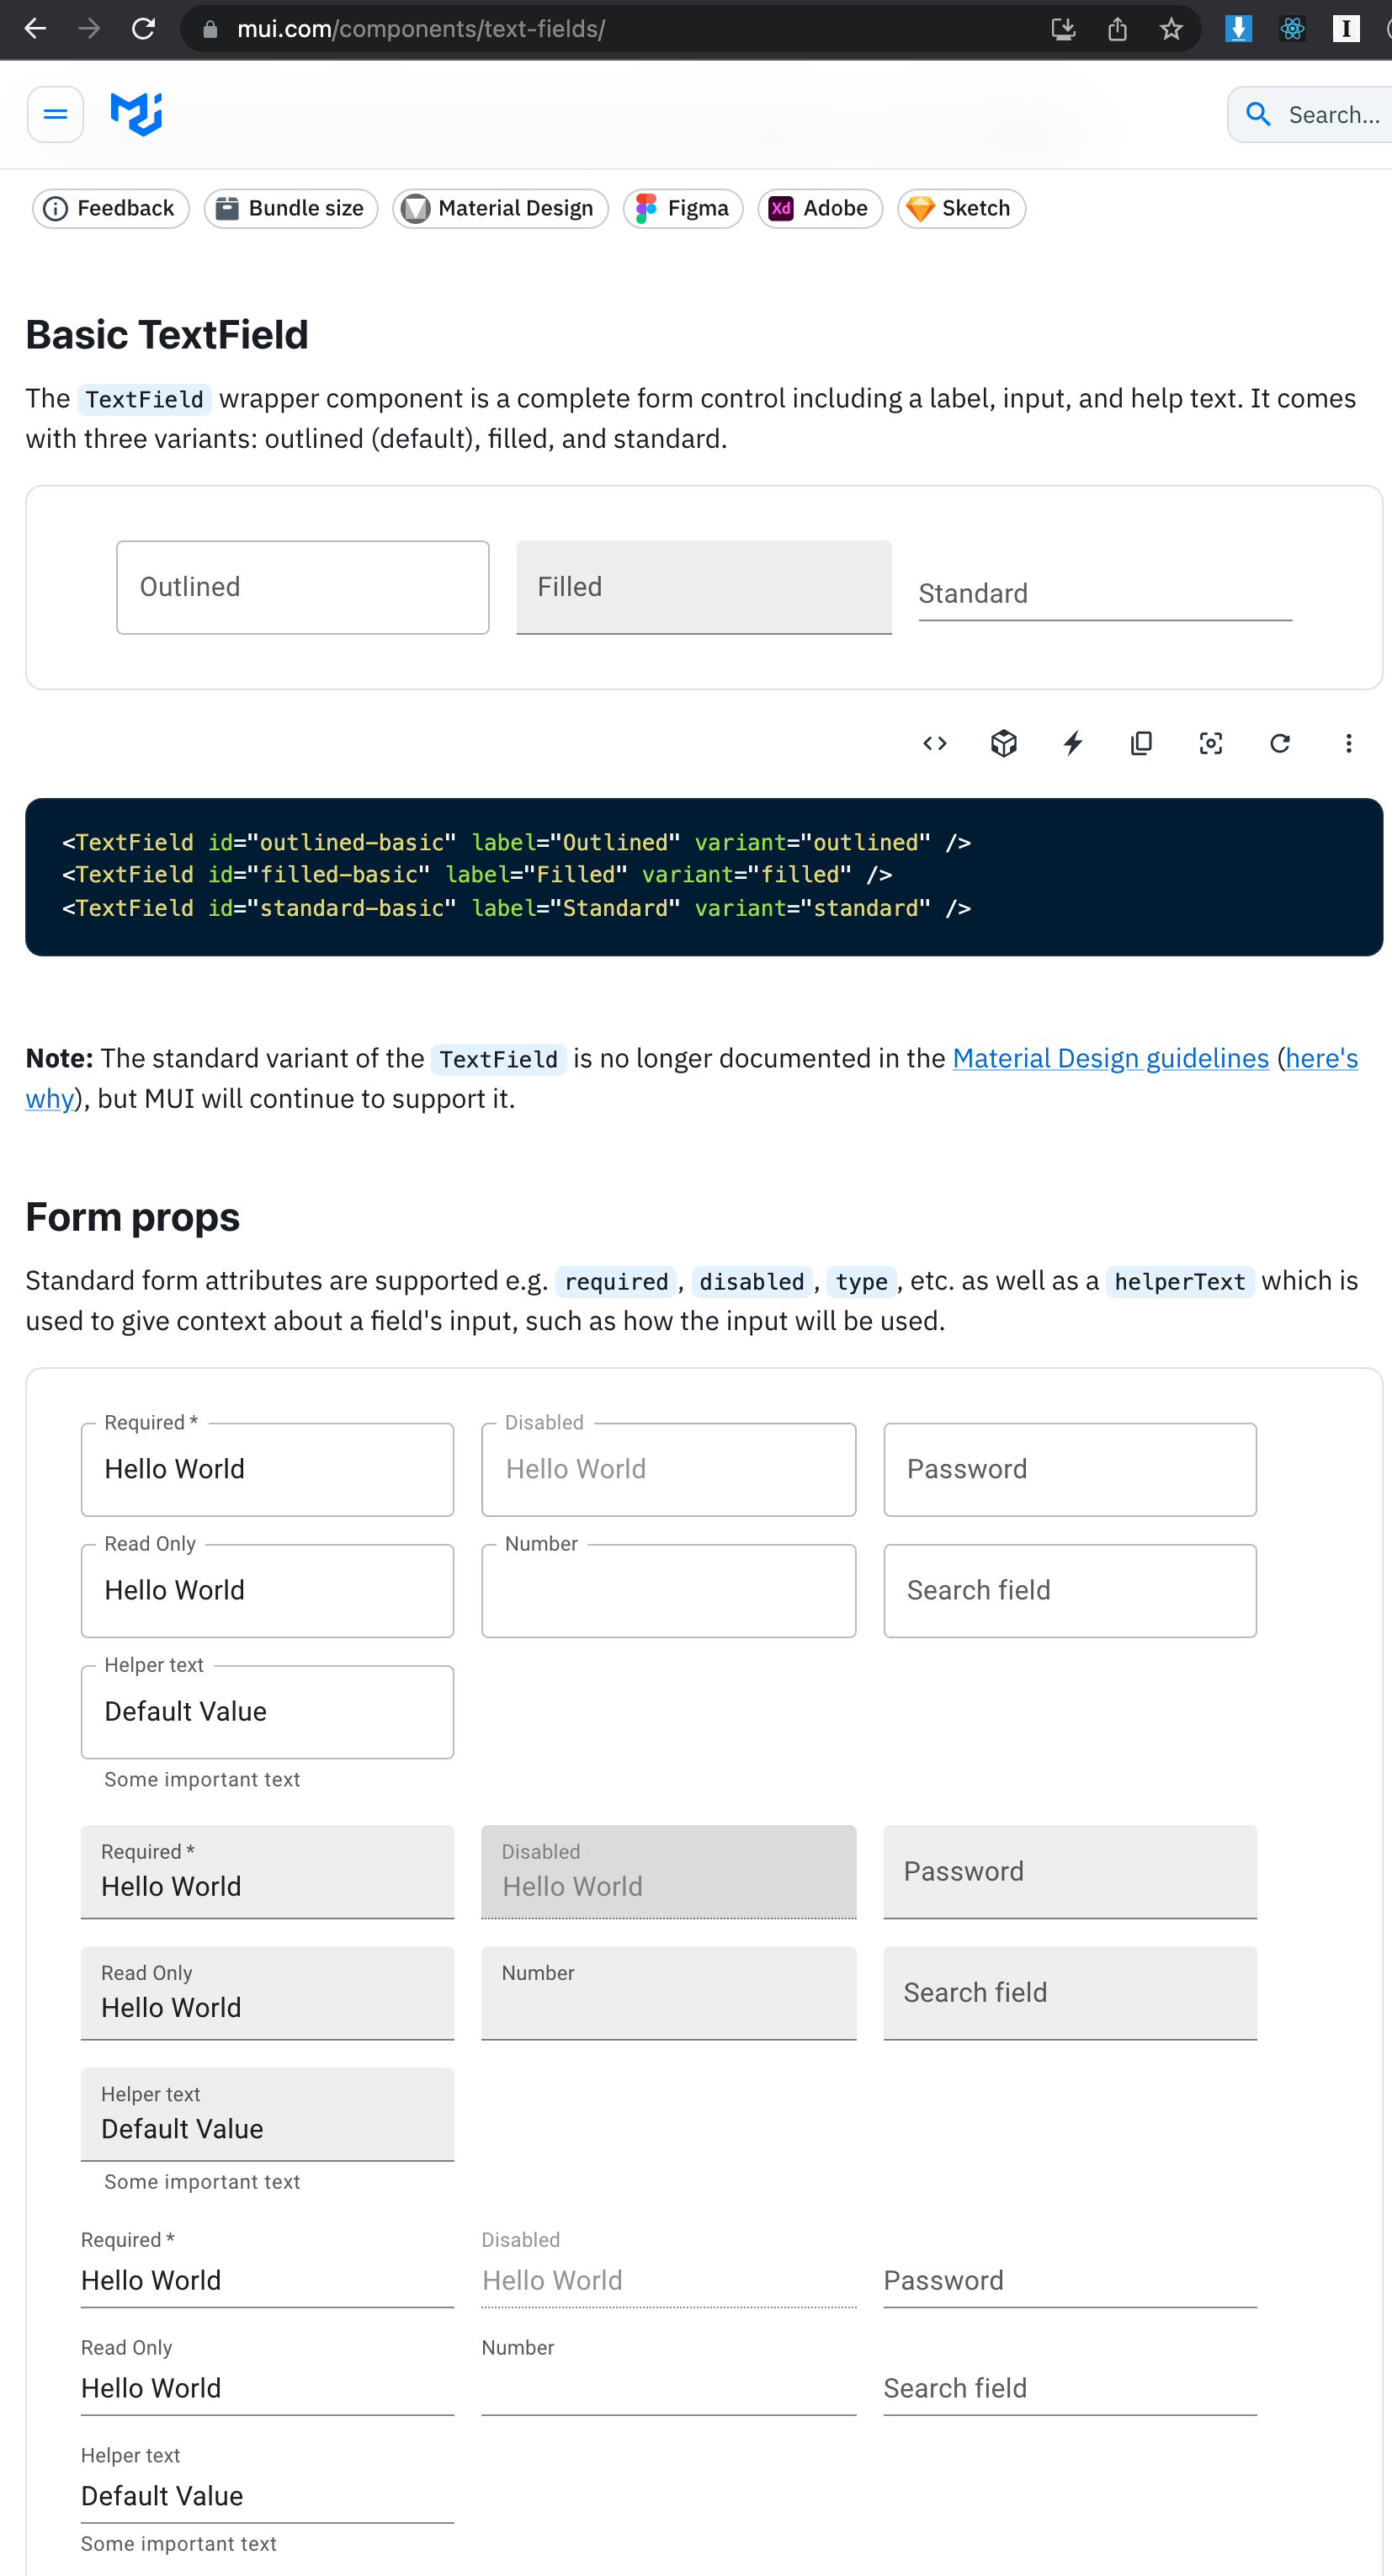 mui.com/components/text-fields/
Search...
Feedback Bundle size Material Design Xd Figma Adobe Sketch
Basic TextField
The TextField wrapper component is a complete form control including a label, input, and help text. It comes
with three variants: outlined (default), filled, and standard.
Outlined Filled Standard
<TextField id="outlined-basic" label="Outlined" variant="outlined" />
<TextField id="filled-basic" label="Filled" variant="filled" />
<TextField id="standard-basic" label="Standard" variant="standard" />
Note: The standard variant of the TextField is no longer documented in the Material Design guidelines (here's
why), but MUI will continue to support it.
Form props
Standard form attributes are supported e.g. required, disabled, type, etc. as well as a helperText which is
used to give context about a field's input, such as how the input will be used.
Required * Disabled
Hello World Hello World Password
Read Only Number
Hello World Search field
Helper text
Default Value
Some important text
Required * Disabled
Hello World Hello World Password
Read Only Number
Hello World Search field
Helper text
Default Value
Some important text
Required * Disabled
Hello World Hello World Password
Read Only Number
Hello World Search field
Helper text
Default Value
Some important text